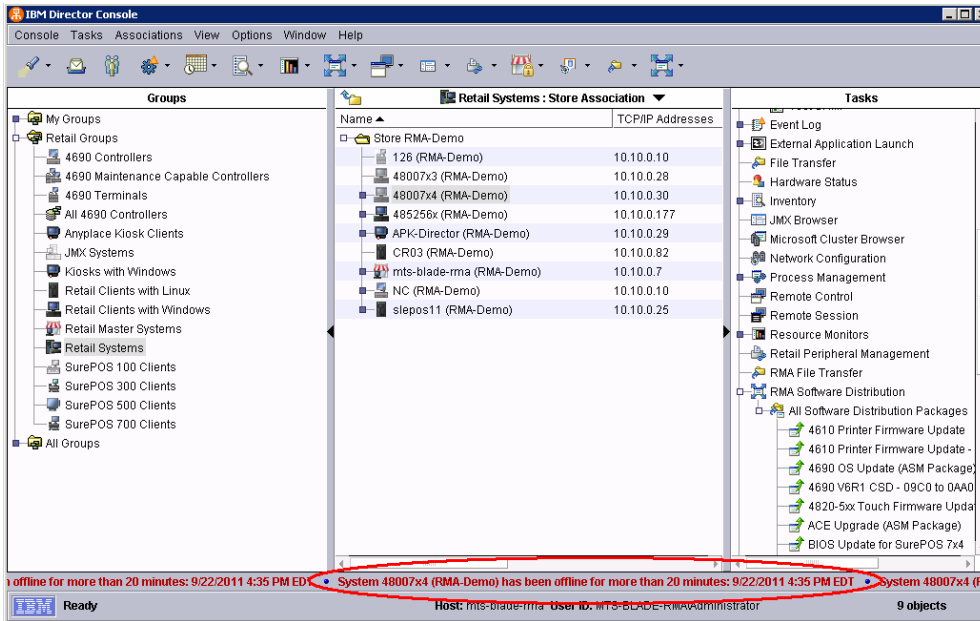 IBM Director Console
Console Tasks Associations View Options Window Help
Groups
My Groups
Retail Groups
4690 Controllers
4690 Maintenance Capable Controllers
4690 Terminals
All 4690 Controllers
Anyplace Kiosk Clients
JMX Systems
Kiosks with Windows
Retail Clients with Linux
Retail Clients with Windows
Retail Master Systems
Retail Systems
SurePOS 100 Clients
SurePOS 300 Clients
SurePOS 500 Clients
SurePOS 700 Clients
All Groups
Retail Systems : Store Association
Name TCP/IP Addresses
Store RMA-Demo
126 (RMA-Demo) 10.10.0.10
48007x3 (RMA-Demo) 10.10.0.28
48007x4 (RMA-Demo) 10.10.0.30
485256x (RMA-Demo) 10.10.0.177
APK-Director (RMA-Demo) 10.10.0.29
CR03 (RMA-Demo) 10.10.0.82
mts-blade-rma (RMA-Demo) 10.10.0.7
NC (RMA-Demo) 10.10.0.10
slepos11 (RMA-Demo) 10.10.0.25
Tasks
Event Log
External Application Launch
File Transfer
Hardware Status
Inventory
JMX Browser
Microsoft Cluster Browser
Network Configuration
Process Management
Remote Control
Remote Session
Resource Monitors
Retail Peripheral Management
RMA File Transfer
RMA Software Distribution
All Software Distribution Packages
4610 Printer Firmware Update
4610 Printer Firmware Update -
4690 OS Update (ASM Package)
4690 V6R1 CSD - 09C0 to 0AA0
4820-5xx Touch Firmware Upda
ACE Upgrade (ASM Package)
BIOS Update for SurePOS 7x4
offline for more than 20 minutes: 9/22/2011 4:35 PM EDT • System 48007x4 (RMA-Demo) has been offline for more than 20 minutes: 9/22/2011 4:35 PM EDT • System 48007x4 (R
IBM Ready Host: mts-blade-rma User ID: MTS-BLADE-RMA\Administrator 9 objects